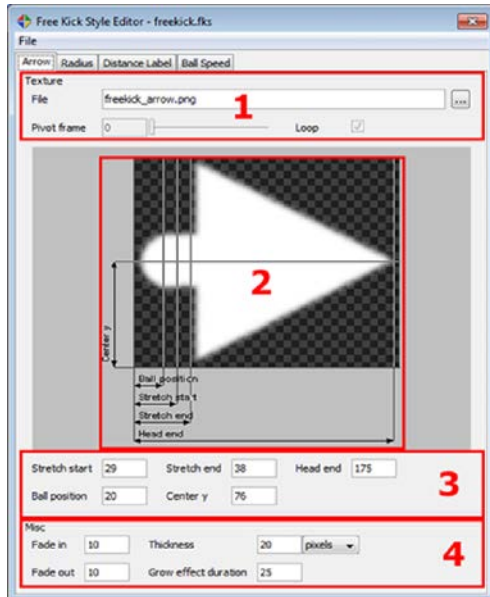 Free Kick Style Editor - freekick.fks
File
Arrow Radius Distance Label Ball Speed
Texture
File freekick_arrow.png ...
Pivot frame 0 Loop
1
2
Center y
Ball position
Stretch start
Stretch end
Head end
Stretch start 29 Stretch end 38 Head end 175
Ball position 20 Center y 76
3
Misc
Fade in 10 Thickness 20 pixels
Fade out 10 Grow effect duration 25
4